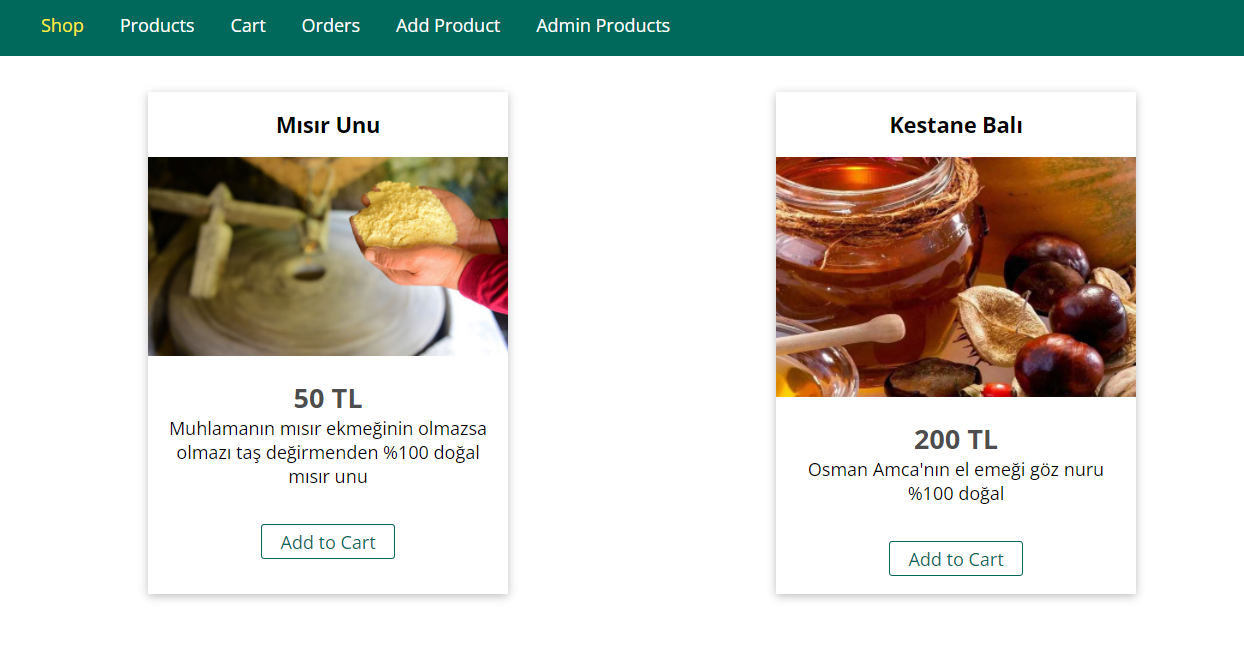 Shop Products Cart Orders Add Product Admin Products
Mısır Unu
50 TL
Muhlamanın mısır ekmeğinin olmazsa
olmazı taş değirmenden %100 doğal
mısır unu
Add to Cart
Kestane Balı
200 TL
Osman Amca'nın el emeği göz nuru
%100 doğal
Add to Cart